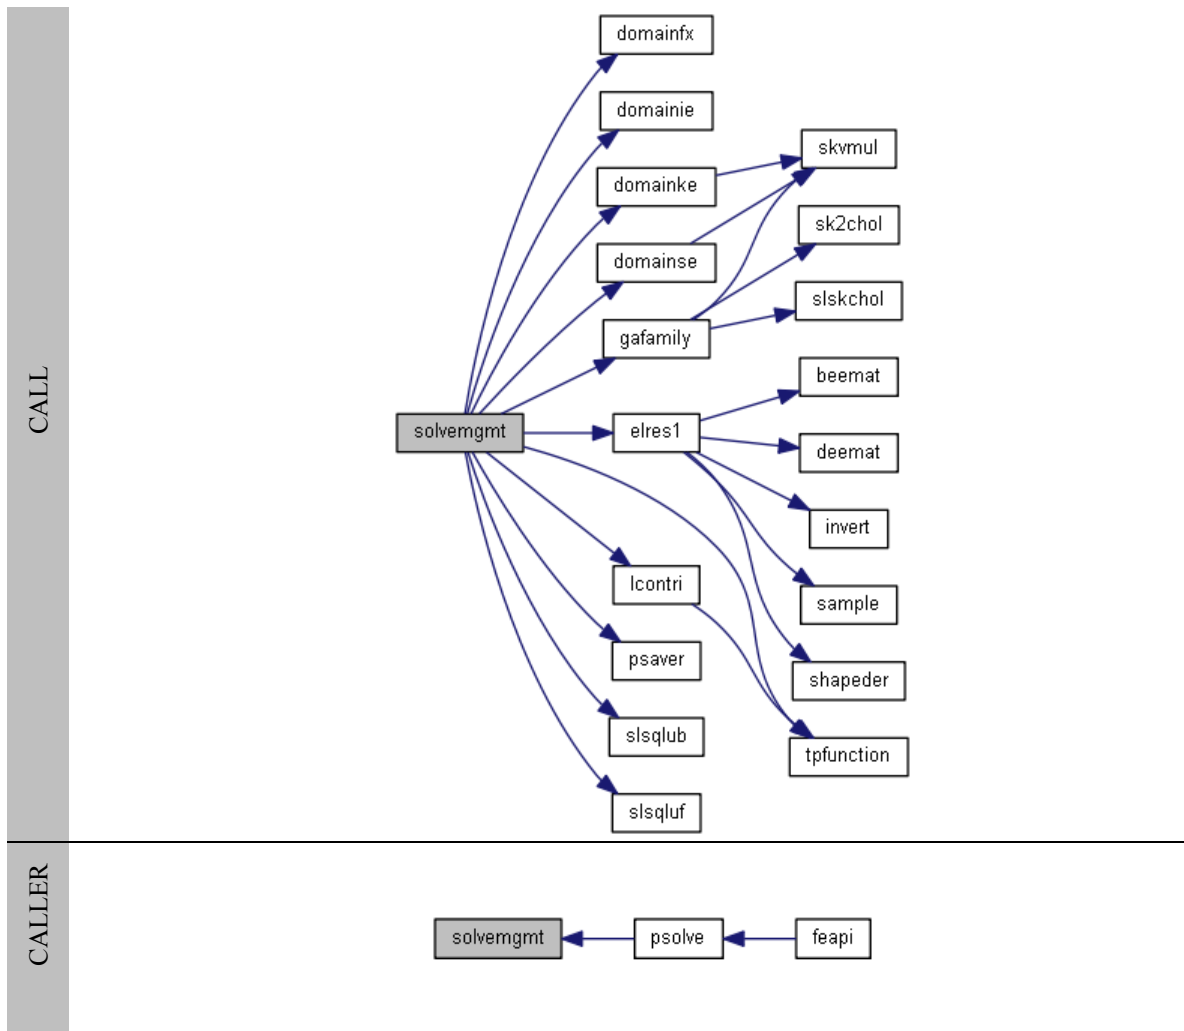 CALL
domainfx
domainie
skvmul
domainke
sk2chol
domainse
slskchol
gafamily
beemat
solvemgmt
elres1
deemat
invert
lcontri
sample
psaver
shapeder
slsqlub
tpfunction
slsqluf
CALLER
solvemgmt
psolve
feapi